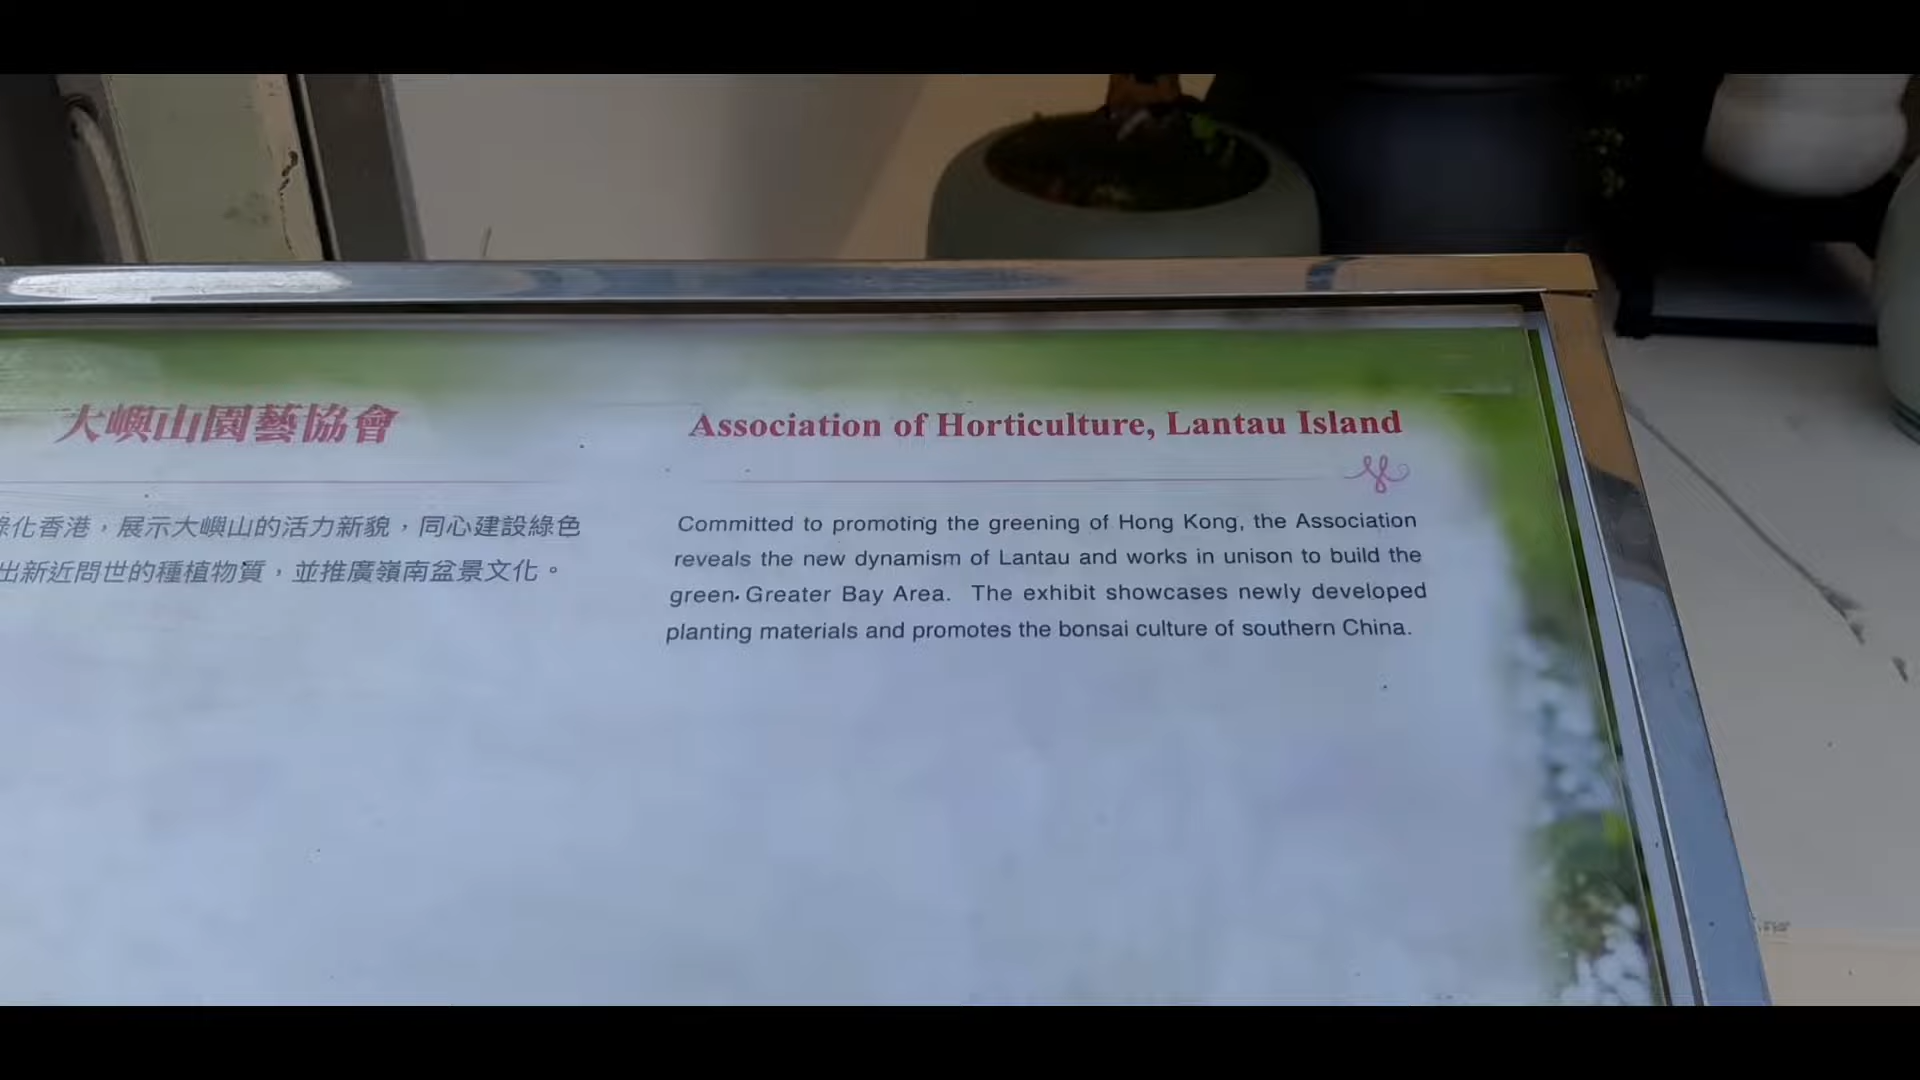 大嶼山園藝協會
綠化香港，展示大嶼山的活力新貌，同心建設綠色
出新近問世的種植物質，並推廣嶺南盆景文化。
Association of Horticulture, Lantau Island
Committed to promoting the greening of Hong Kong, the Association
reveals the new dynamism of Lantau and works in unison to build the
green Greater Bay Area. The exhibit showcases newly developed
planting materials and promotes the bonsai culture of southern China.